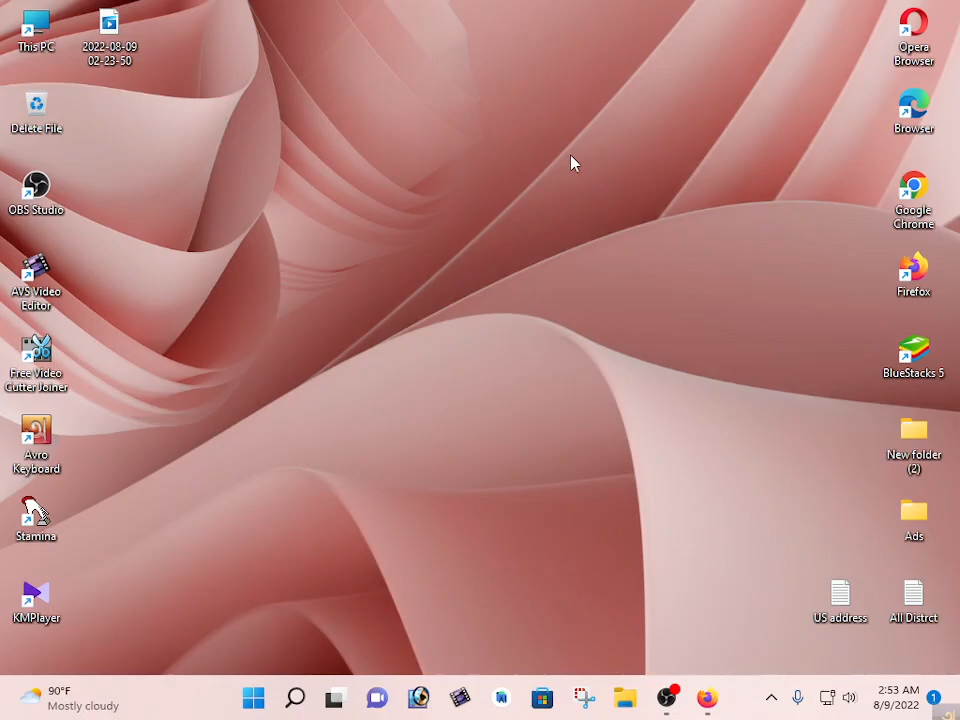 This PC
2022-08-09
02-23-50
Delete File
OBS Studio
AVS Video
Editor
Free Video
Cutter Joiner
Avro
Keyboard
Stamina
KMPlayer
Opera
Browser
Browser
Google
Chrome
Firefox
BlueStacks 5
New folder
(2)
Ads
US address
All Distrct
90°F
Mostly cloudy
2:53 AM
8/9/2022
1